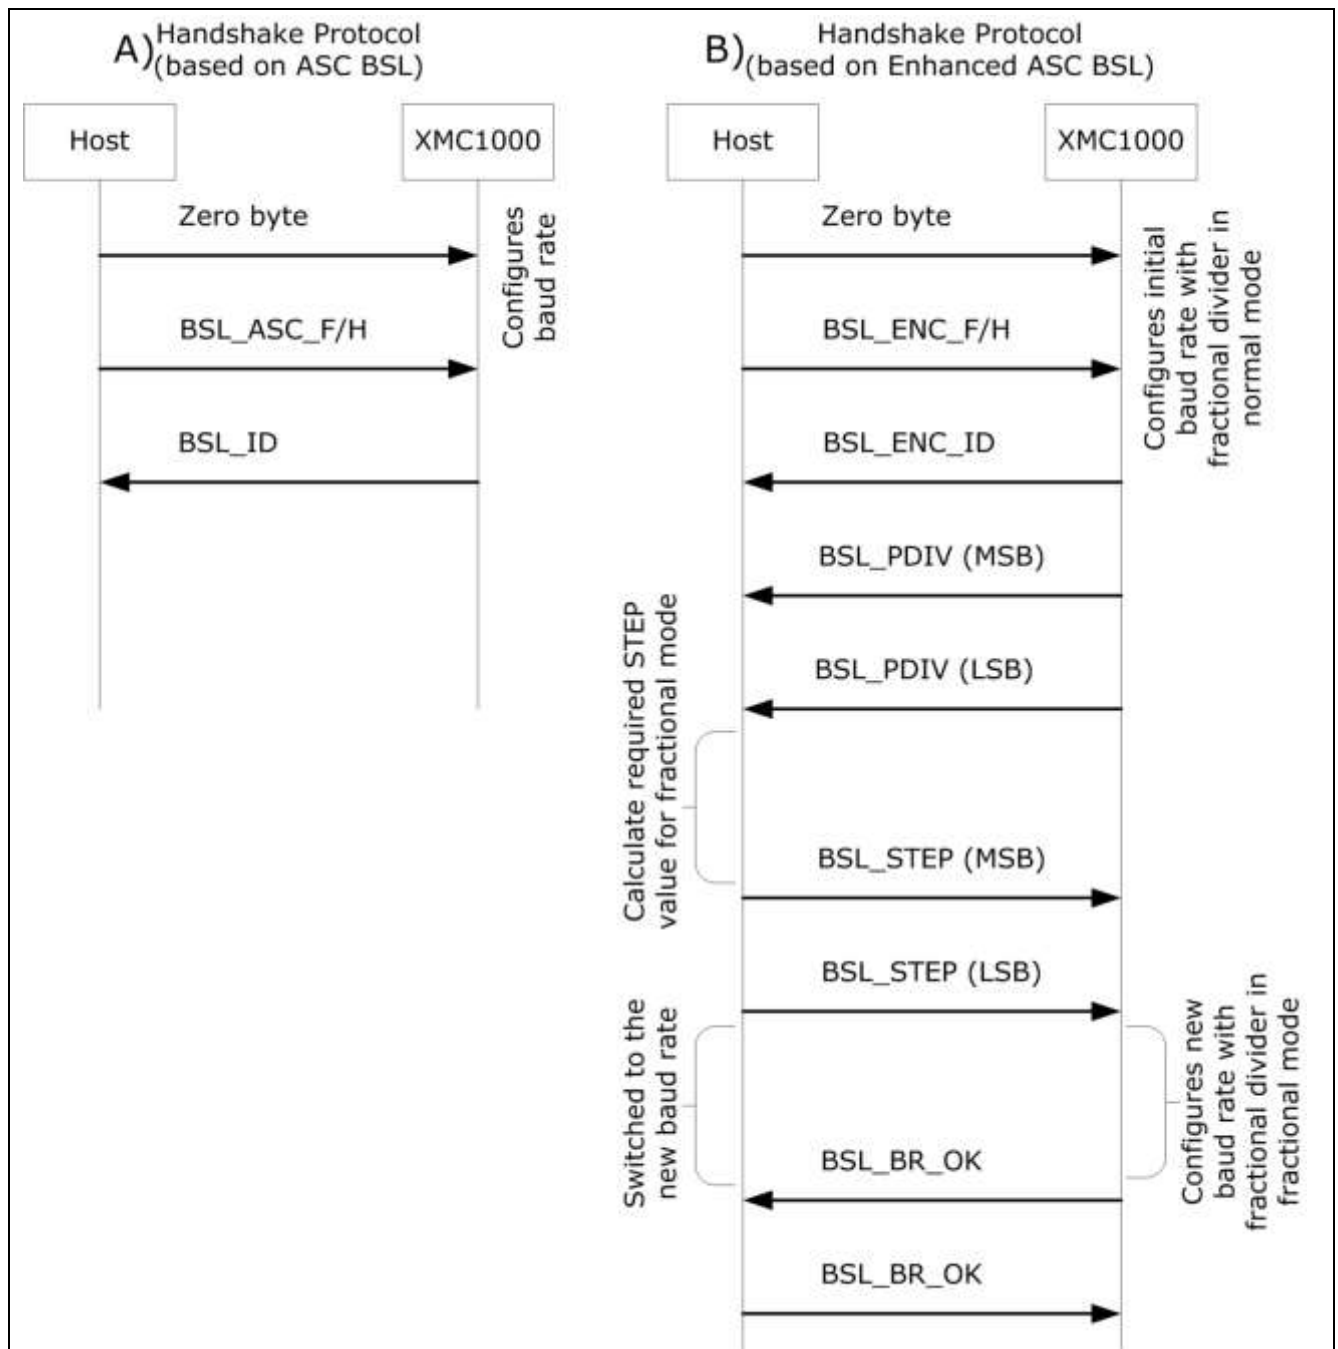 A) Handshake Protocol
(based on ASC BSL)
Host
XMC1000
Zero byte
Configures
baud rate
BSL_ASC_F/H
BSL_ID
B) Handshake Protocol
(based on Enhanced ASC BSL)
Host
XMC1000
Zero byte
BSL_ENC_F/H
Configures initial
baud rate with
fractional divider in
normal mode
BSL_ENC_ID
BSL_PDIV (MSB)
BSL_PDIV (LSB)
Calculate required STEP
value for fractional mode
BSL_STEP (MSB)
BSL_STEP (LSB)
Switched to the
new baud rate
Configures new
baud rate with
fractional divider in
fractional mode
BSL_BR_OK
BSL_BR_OK